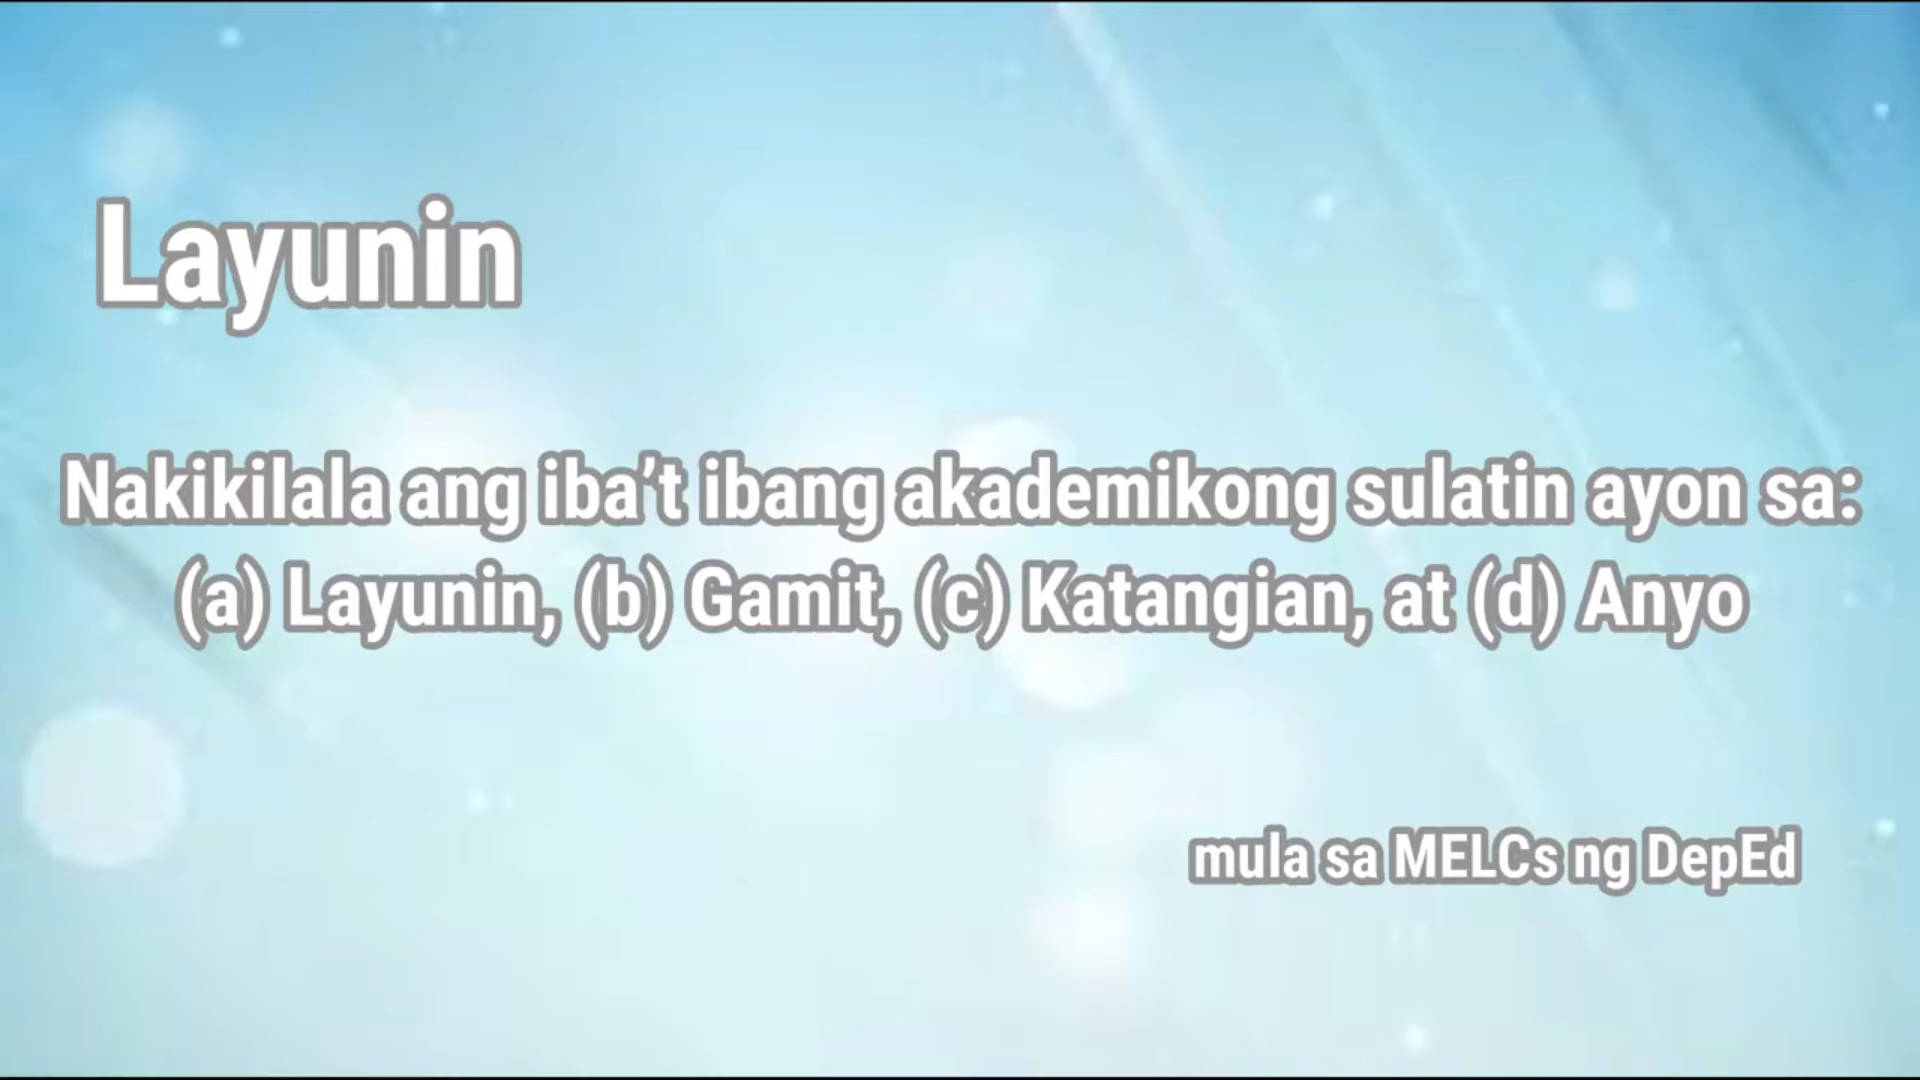 Layunin
Nakikilala ang iba’t ibang akademikong sulatin ayon sa:
(a) Layunin, (b) Gamit, (c) Katangian, at (d) Anyo
mula sa MELCs ng DepEd